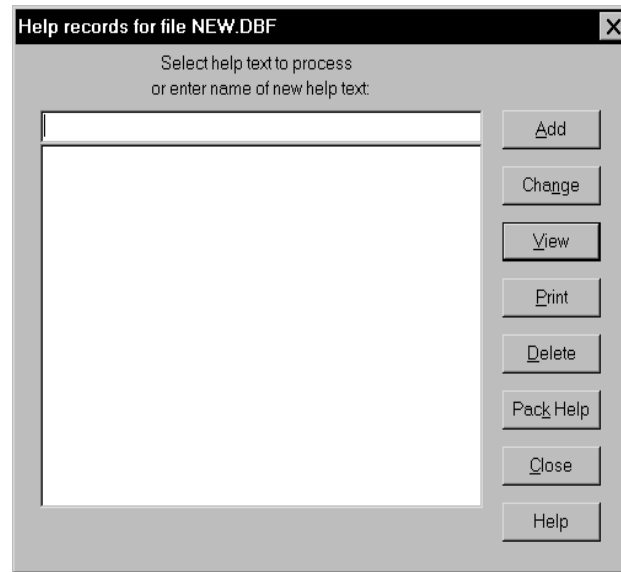 Help records for file NEW.DBF
Select help text to process
or enter name of new help text:
Add
Change
View
Print
Delete
Pack Help
Close
Help